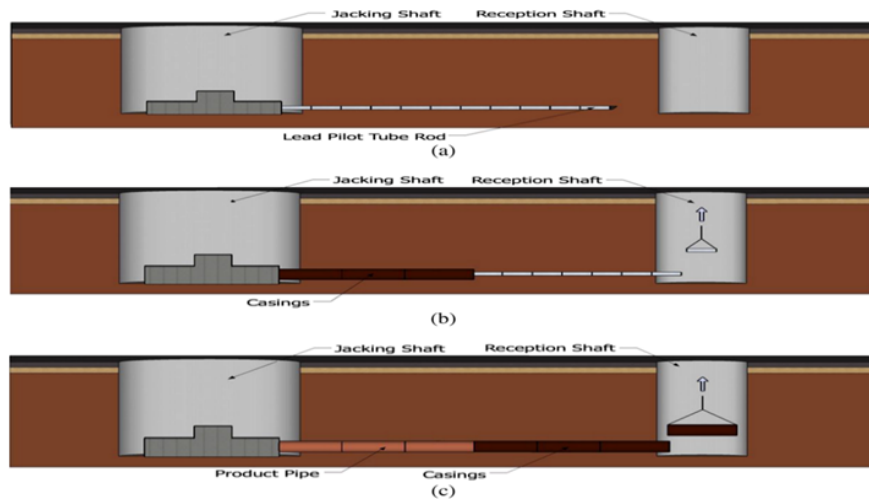 Jacking Shaft Reception Shaft
Lead Pilot Tube Rod
(a)
Jacking Shaft Reception Shaft
Casings
(b)
Jacking Shaft Reception Shaft
Product Pipe Casings
(c)